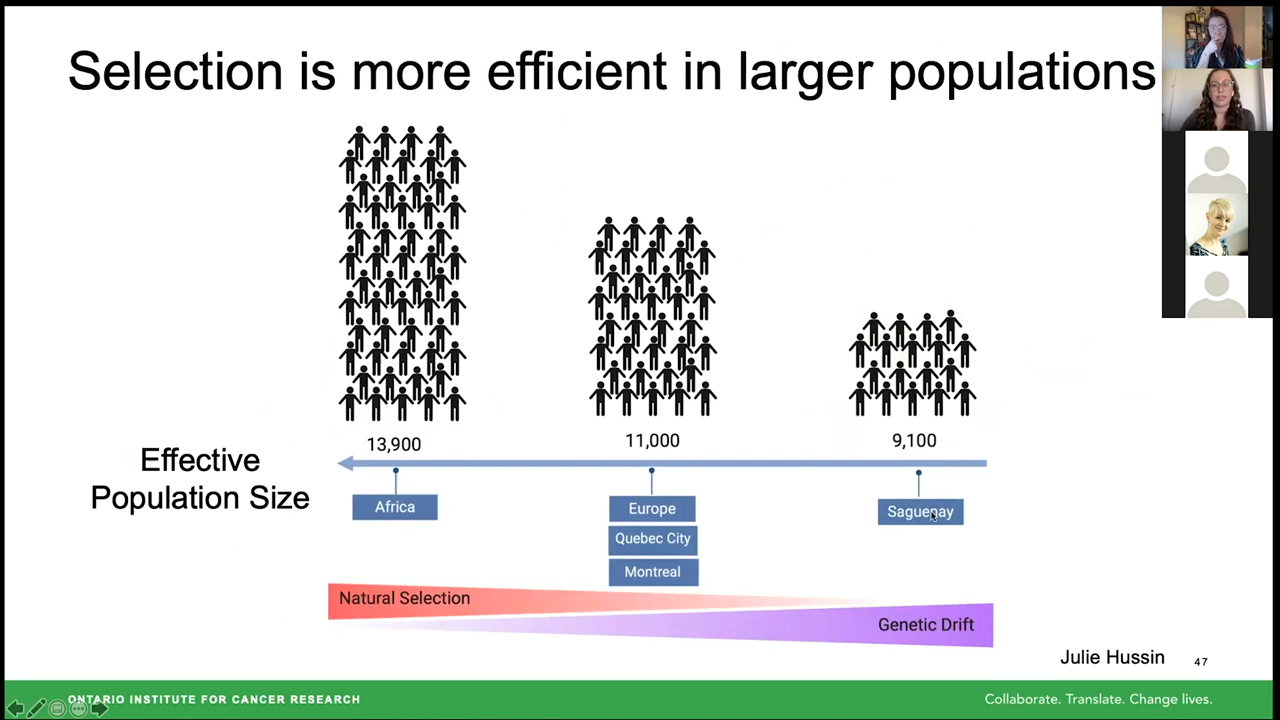 Selection is more efficient in larger populations
13,900
11,000
9,100
Effective
Population Size
Africa
Europe
Quebec City
Montreal
Saguenay
Natural Selection
Genetic Drift
Julie Hussin
47
ONTARIO INSTITUTE FOR CANCER RESEARCH
Collaborate. Translate. Change lives.